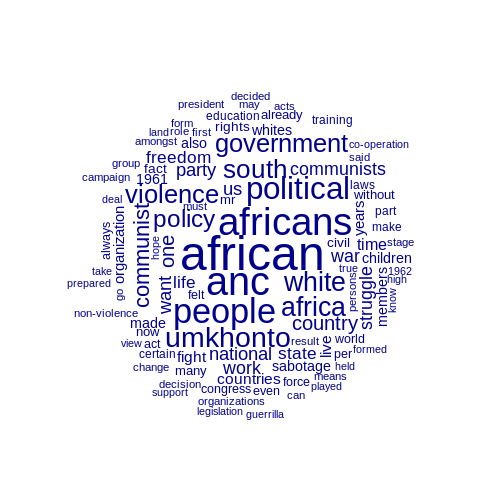 decided
president may acts
education already
form training
land role first rights whites
amongst also government co-operation
group freedom said
fact party south communists
campaign 1961 us political laws
deal violence mr without
must policy africans years part
always organization communist hope one african civil war time make stage
take want anc white true children
prepared life people africa persons 1962 high
go felt struggle members know
non-violence umkhonto country
made now result live world
view act national state per formed
certain fight work sabotage held
change many countries force means
decision congress even played
support organizations can
legislation guerrilla